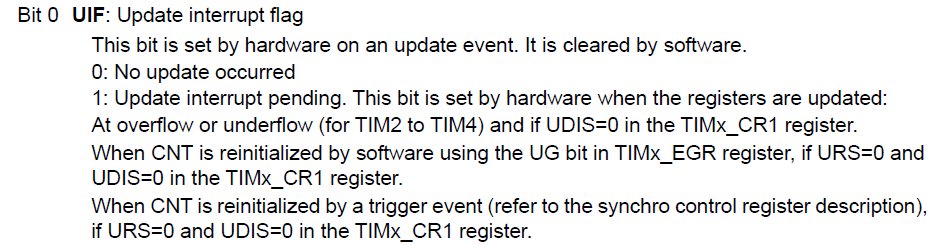 Bit 0 UIF: Update interrupt flag
This bit is set by hardware on an update event. It is cleared by software.
0: No update occurred
1: Update interrupt pending. This bit is set by hardware when the registers are updated:
At overflow or underflow (for TIM2 to TIM4) and if UDIS=0 in the TIMx_CR1 register.
When CNT is reinitialized by software using the UG bit in TIMx_EGR register, if URS=0 and
UDIS=0 in the TIMx_CR1 register.
When CNT is reinitialized by a trigger event (refer to the synchro control register description),
if URS=0 and UDIS=0 in the TIMx_CR1 register.